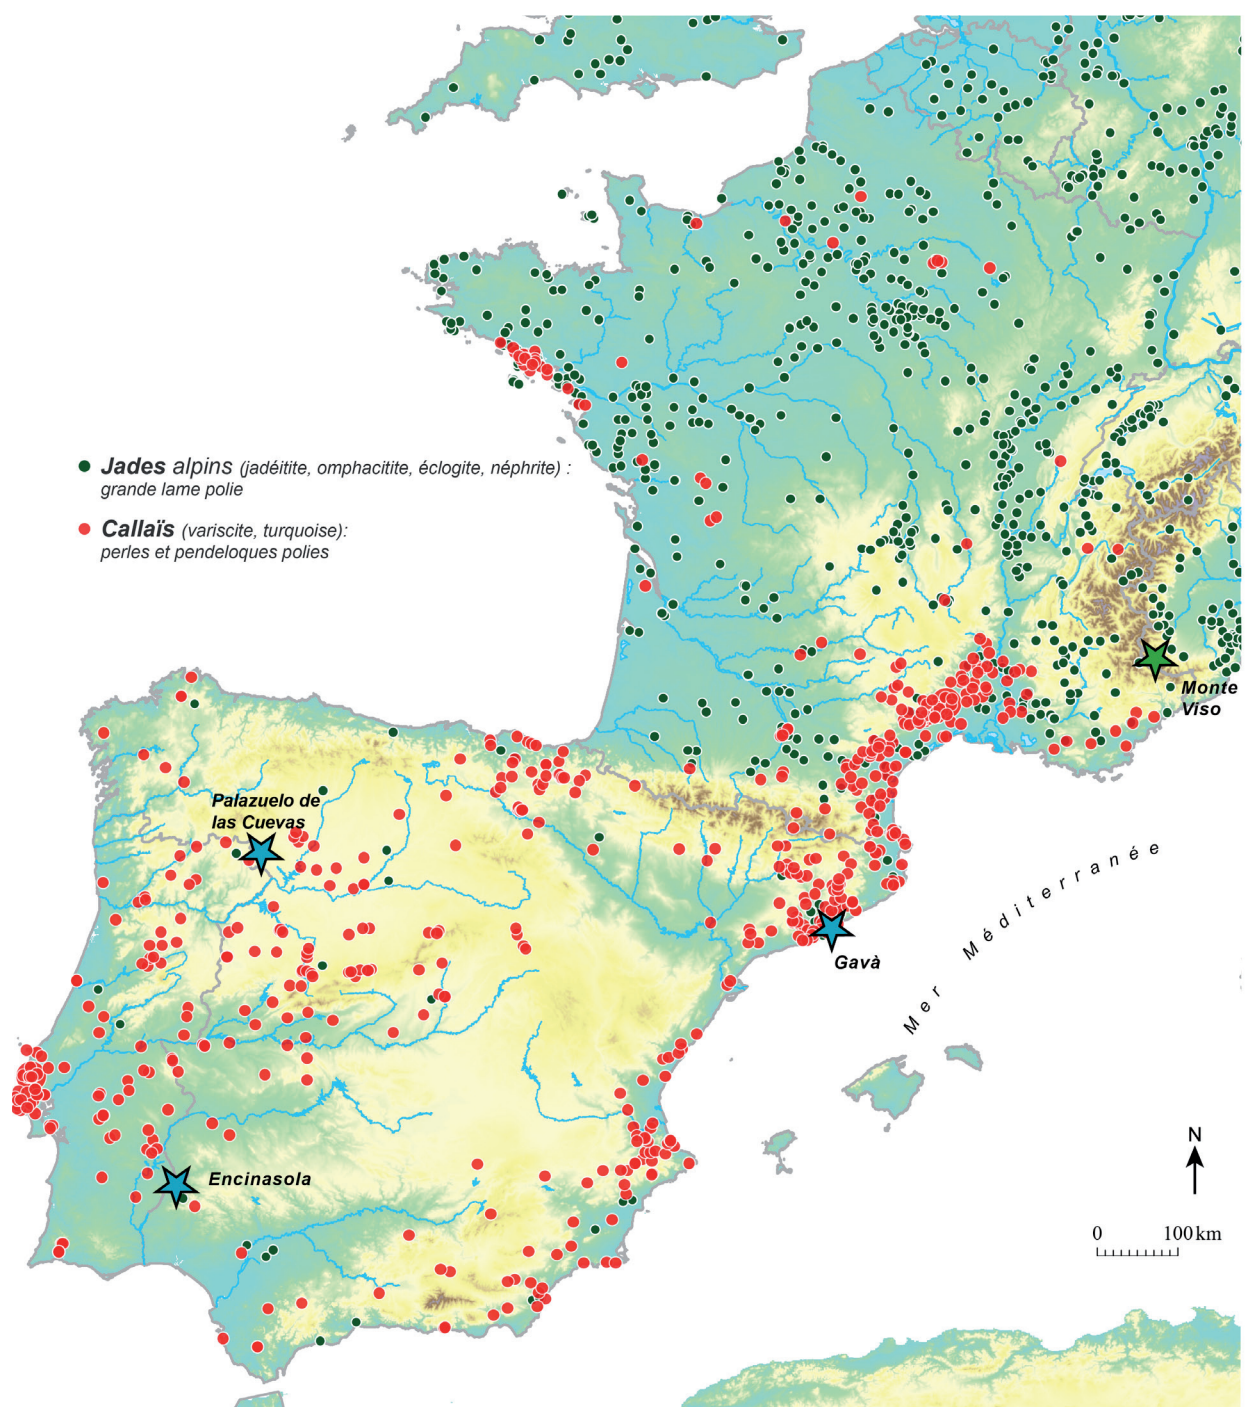 Jades alpins (jadéitite, omphacitite, éclogite, néphrite) :
grande lame polie
Callaïs (variscite, turquoise):
perles et pendeloques polies
Monte
Viso
Palazuelo de
las Cuevas
Gavà
Mer Méditerranée
Encinasola
N
0 100 km